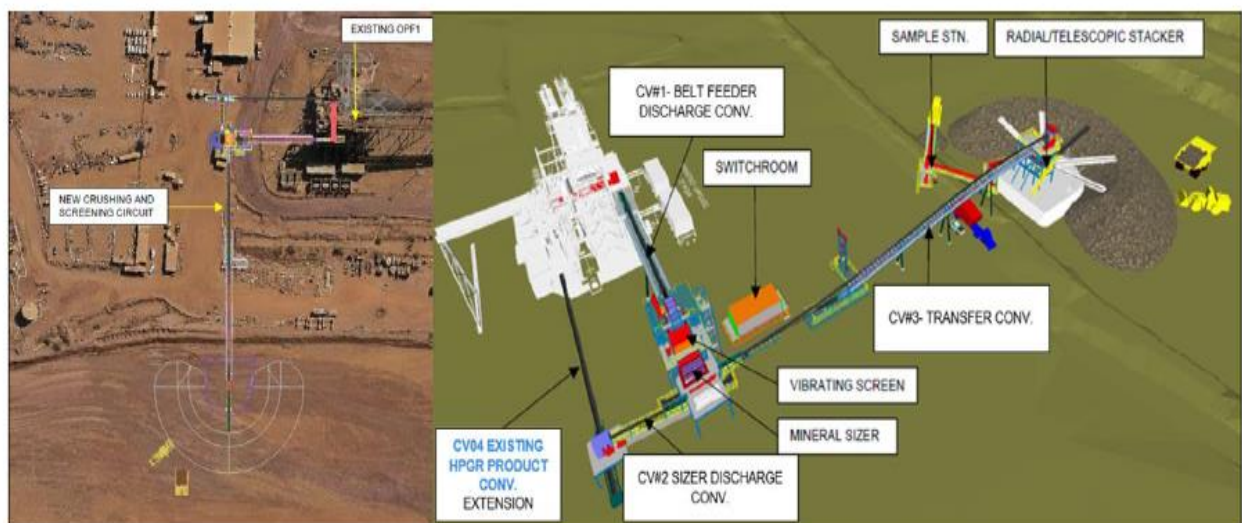 EXISTING OPF1
NEW CRUSHING AND
SCREENING CIRCUIT
SAMPLE STN.
RADIAL/TELESCOPIC STACKER
CV#1- BELT FEEDER
DISCHARGE CONV.
SWITCHROOM
CV#3- TRANSFER CONV.
VIBRATING SCREEN
MINERAL SIZER
CV04 EXISTING
HPGR PRODUCT
CONV.
EXTENSION
CV#2 SIZER DISCHARGE
CONV.